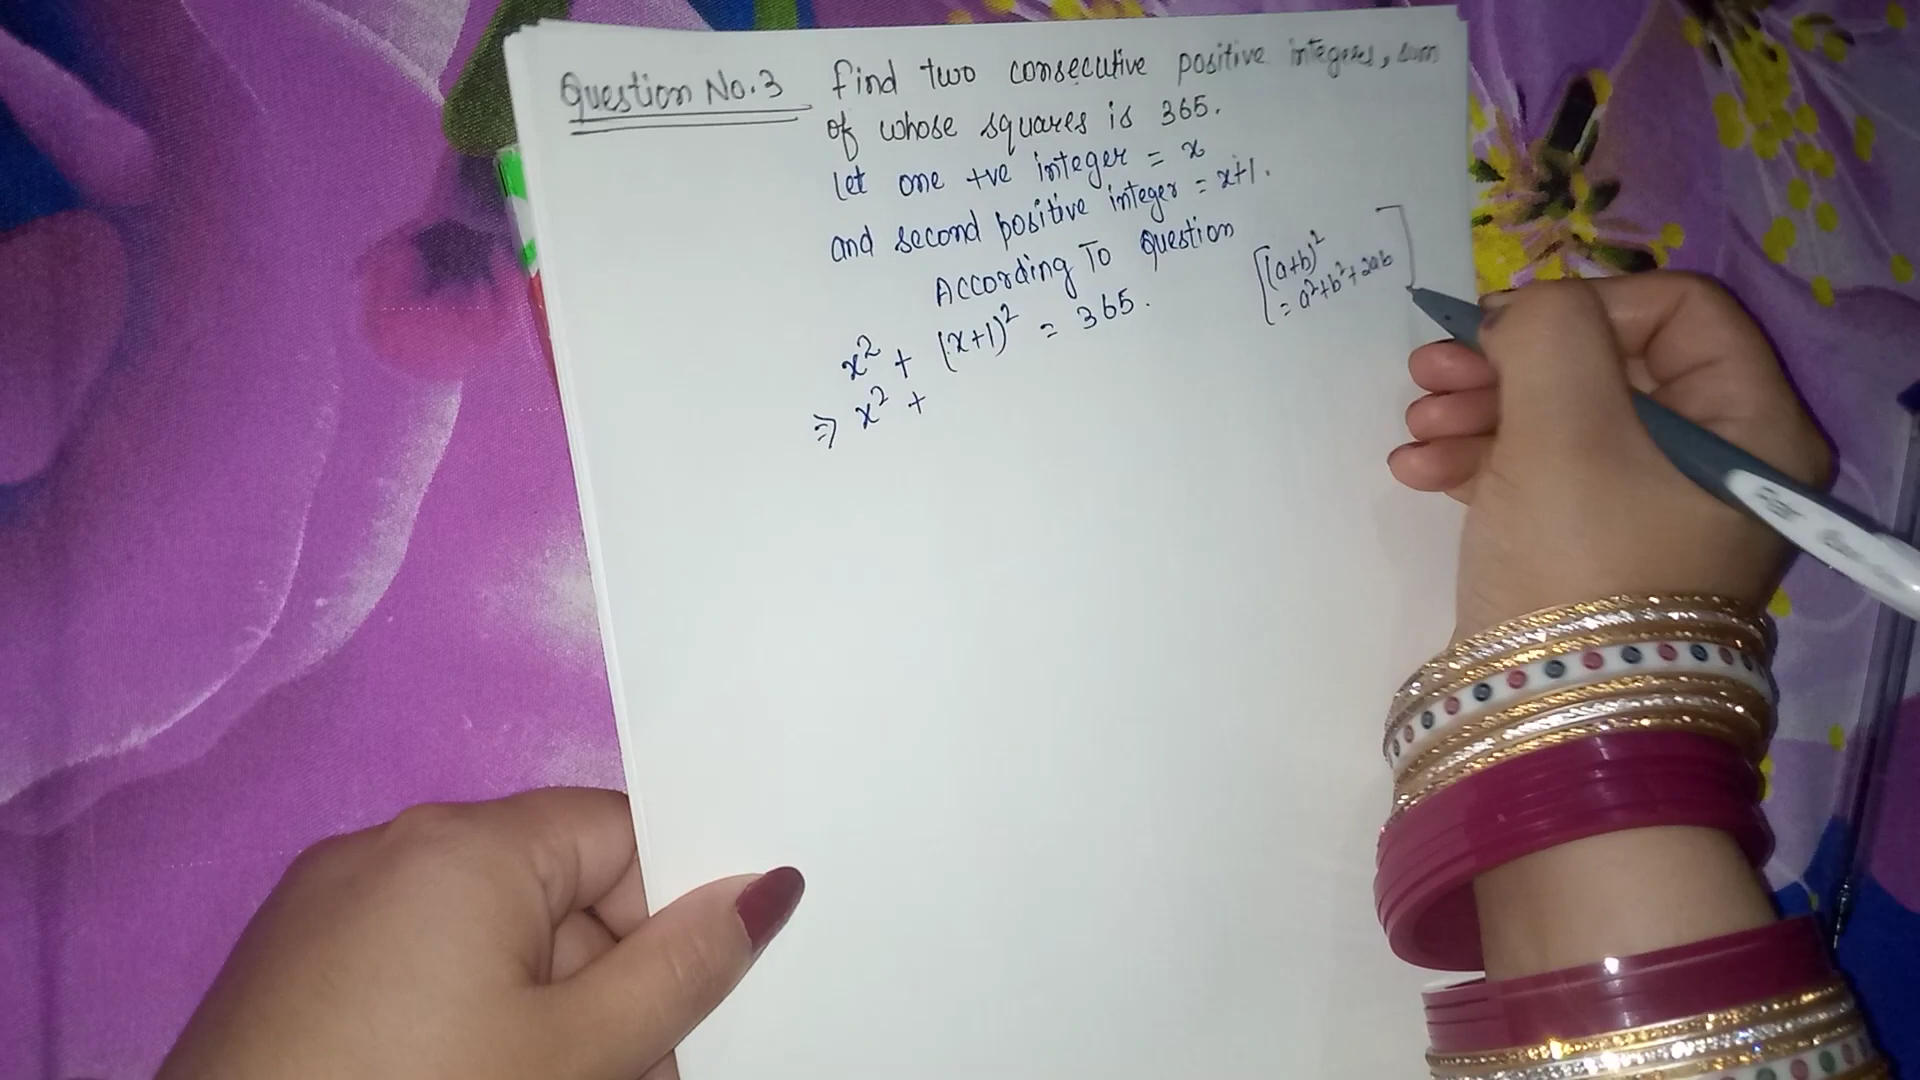 Question No.3 find two consecutive positive integers, sum
of whose squares is 365.
let one +ve integer = x
and second positive integer = x+1.
According To Question
x² + (x+1)² = 365.
[(a+b)²
= a²+b²+2ab]
⇒ x² +